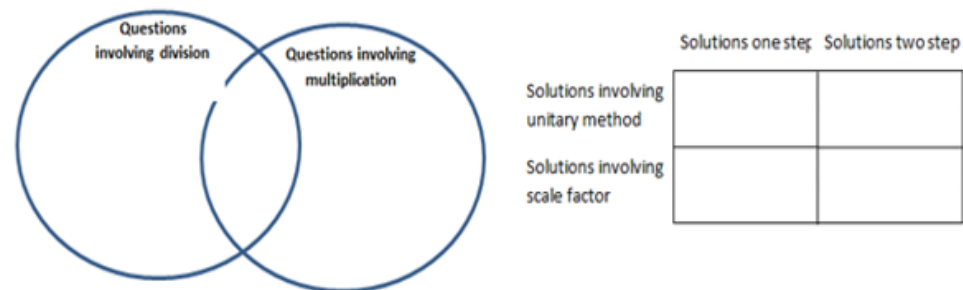 Questions
involving division
Questions involving
multiplication
Solutions one step Solutions two step
Solutions involving
unitary method
Solutions involving
scale factor